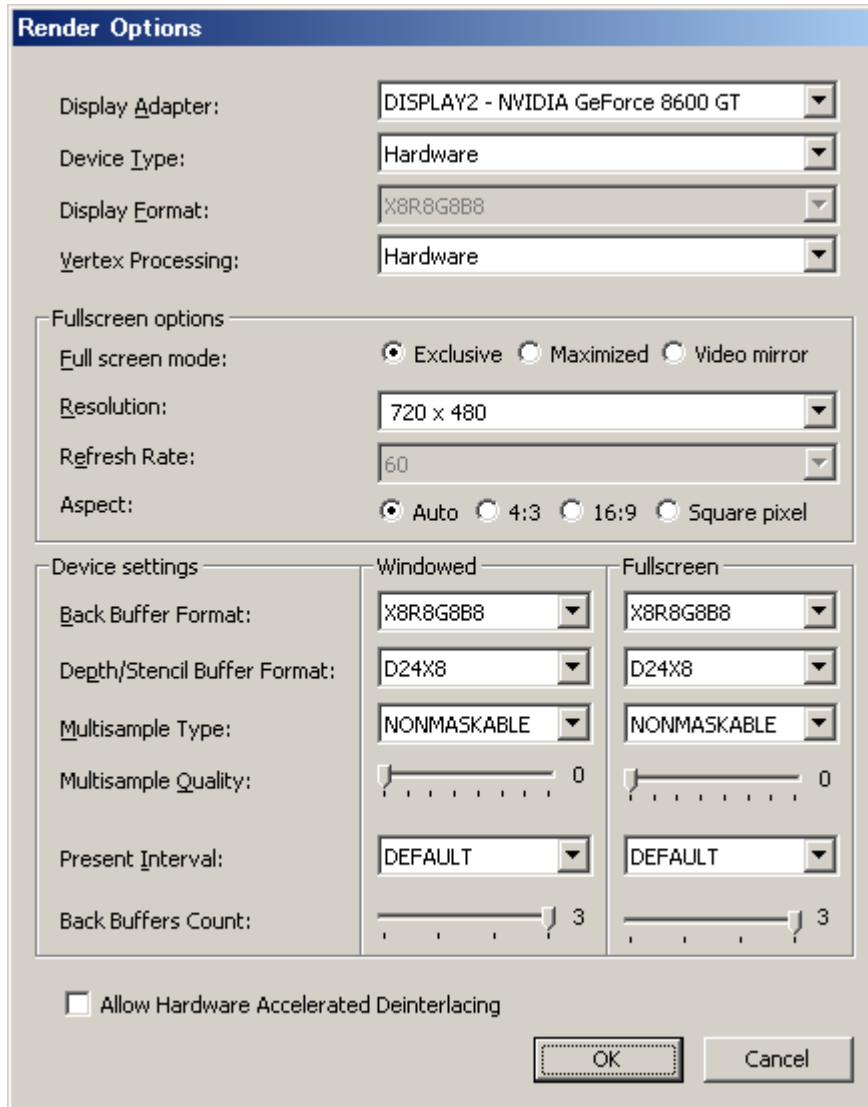 Render Options
Display Adapter: DISPLAY2 - NVIDIA GeForce 8600 GT
Device Type: Hardware
Display Format: X8R8G8B8
Vertex Processing: Hardware
Fullscreen options
Full screen mode: Exclusive Maximized Video mirror
Resolution: 720 x 480
Refresh Rate: 60
Aspect: Auto 4:3 16:9 Square pixel
Device settings Windowed Fullscreen
Back Buffer Format: X8R8G8B8 X8R8G8B8
Depth/Stencil Buffer Format: D24X8 D24X8
Multisample Type: NONMASKABLE NONMASKABLE
Multisample Quality: 0 0
Present Interval: DEFAULT DEFAULT
Back Buffers Count: 3 3
Allow Hardware Accelerated Deinterlacing
OK Cancel